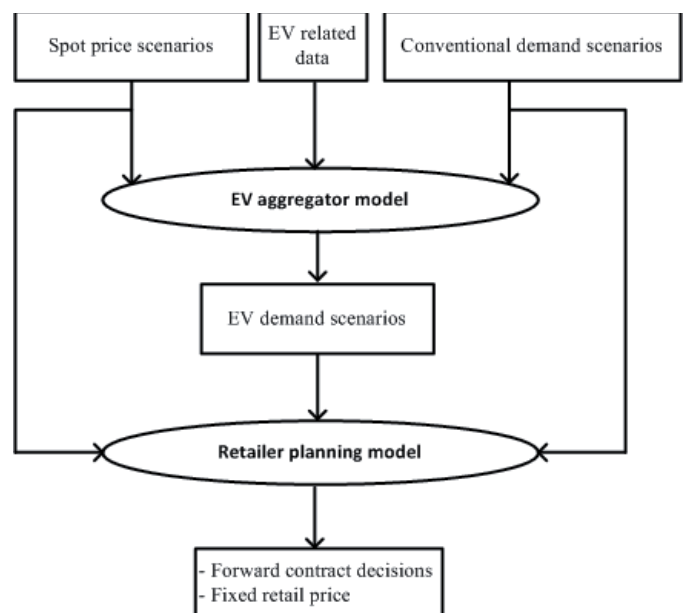 Spot price scenarios
EV related
data
Conventional demand scenarios
EV aggregator model
EV demand scenarios
Retailer planning model
- Forward contract decisions
- Fixed retail price